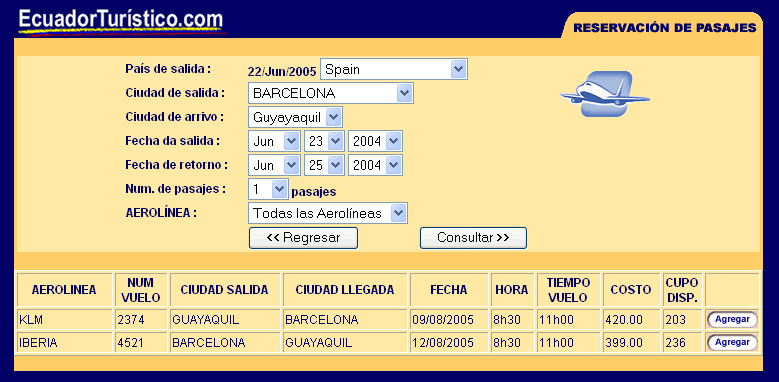 EcuadorTurístico.com
RESERVACIÓN DE PASAJES
País de salida : 22/Jun/2005 Spain
Ciudad de salida : BARCELONA
Ciudad de arrivo : Guyayaquil
Fecha da salida : Jun 23 2004
Fecha de retorno : Jun 25 2004
Num. de pasajes : 1 pasajes
AEROLÍNEA : Todas las Aerolíneas
<< Regresar Consultar >>
AEROLINEA NUM VUELO CIUDAD SALIDA CIUDAD LLEGADA FECHA HORA TIEMPO VUELO COSTO CUPO DISP.
KLM 2374 GUAYAQUIL BARCELONA 09/08/2005 8h30 11h00 420.00 203 Agregar
IBERIA 4521 BARCELONA GUAYAQUIL 12/08/2005 8h30 11h00 399.00 236 Agregar